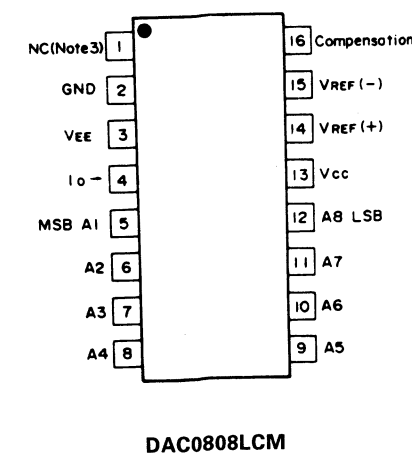 NC(Note3) 1 16 Compensation
GND 2 15 VREF (-)
VEE 3 14 VREF (+)
Io 4 13 Vcc
MSB A1 5 12 A8 LSB
A2 6 11 A7
A3 7 10 A6
A4 8 9 A5
DAC0808LCM